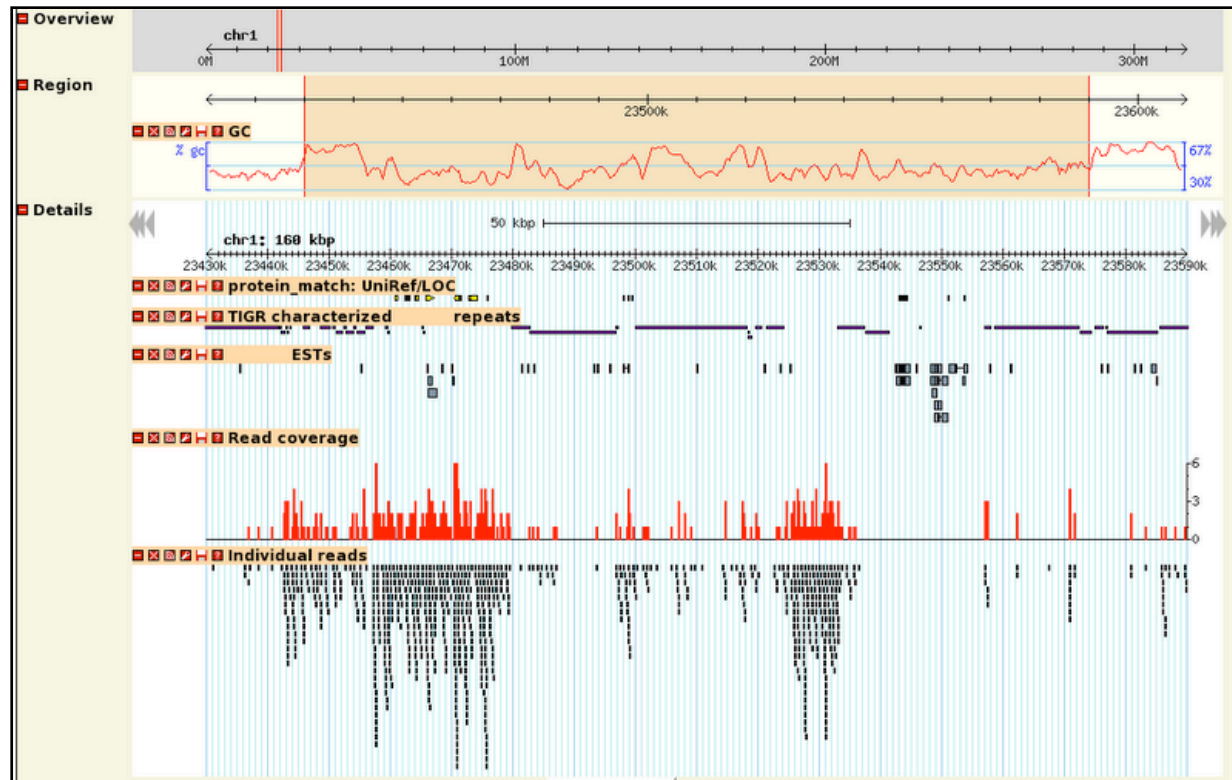 Overview
chr1
0M 100M 200M 300M
Region
23500k 23600k
GC
% gc 67%
30%
Details
50 kbp
chr1: 160 kbp
23430k 23440k 23450k 23460k 23470k 23480k 23490k 23500k 23510k 23520k 23530k 23540k 23550k 23560k 23570k 23580k 23590k
protein_match: UniRef/LOC
TIGR characterized repeats
ESTs
Read coverage
6
3
0
Individual reads